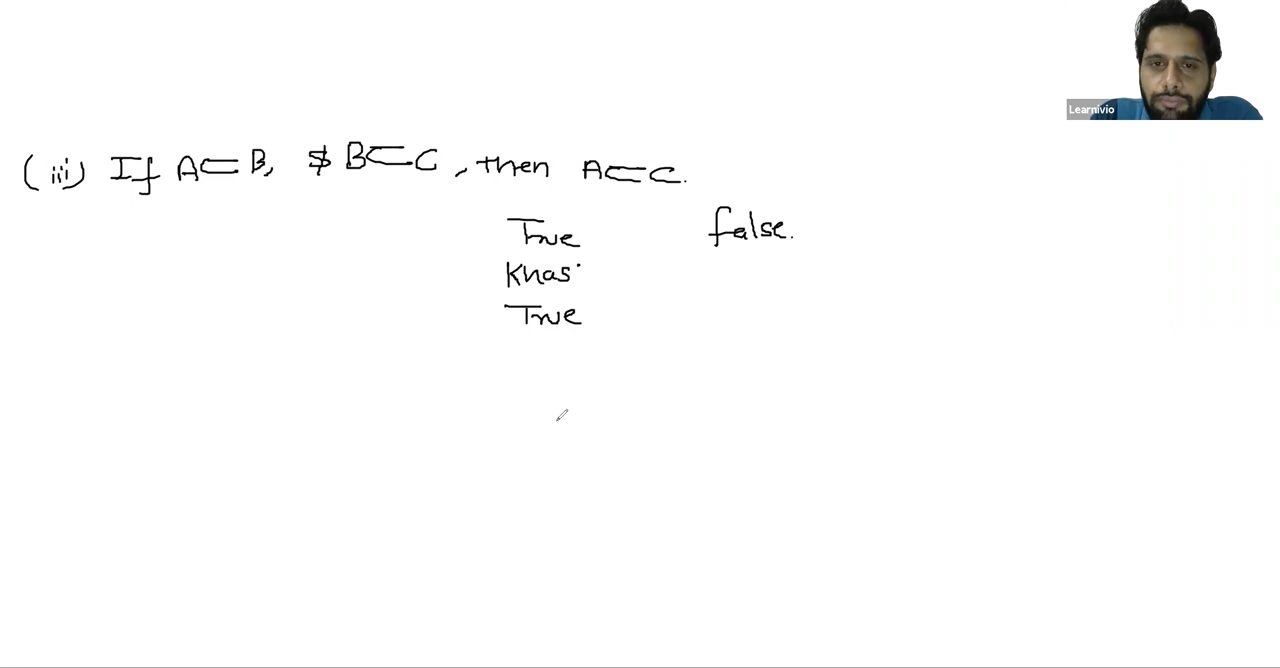 Learnivio
(iii) If A⊂B, & B⊂C, then A⊂C.
True false.
Khas
True